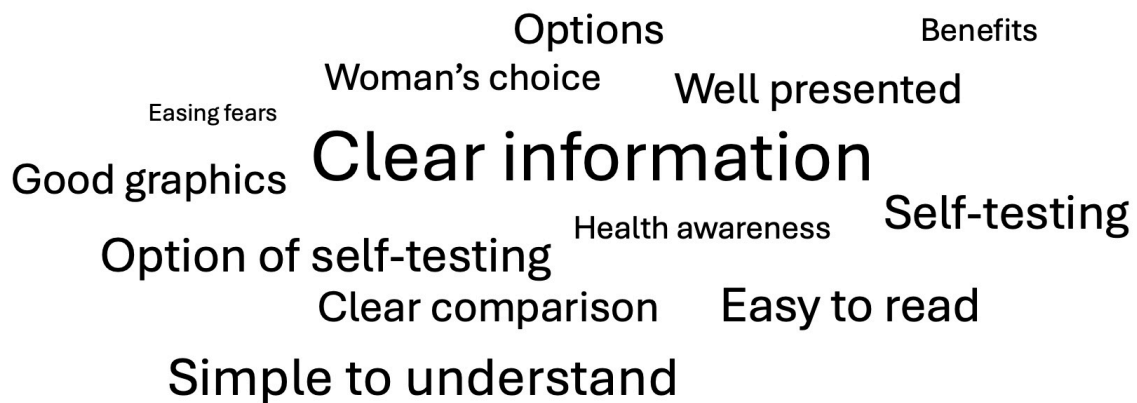 Options
Benefits
Woman’s choice
Well presented
Easing fears
Clear information
Good graphics
Self-testing
Health awareness
Option of self-testing
Clear comparison
Easy to read
Simple to understand